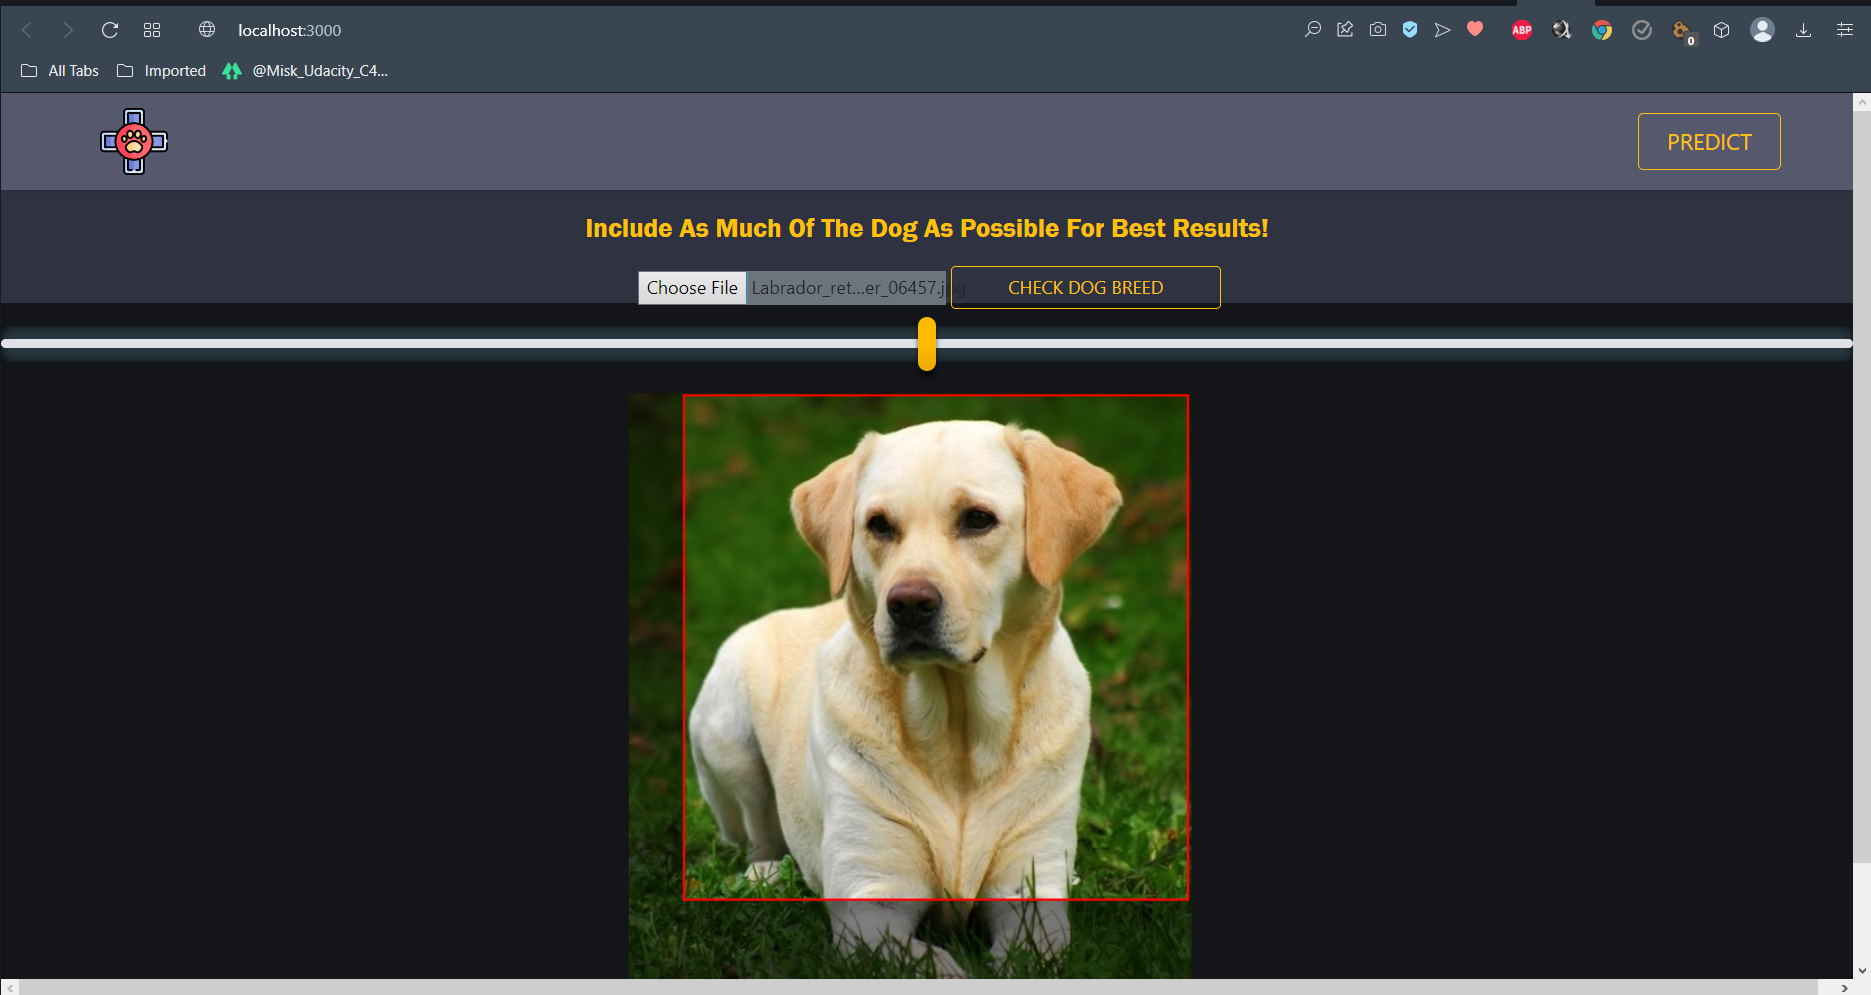 localhost:3000
ABP
0
All Tabs
Imported
@Misk_Udacity_C4...
PREDICT
Include As Much Of The Dog As Possible For Best Results!
Choose File
Labrador_ret...er_06457.jpg
CHECK DOG BREED